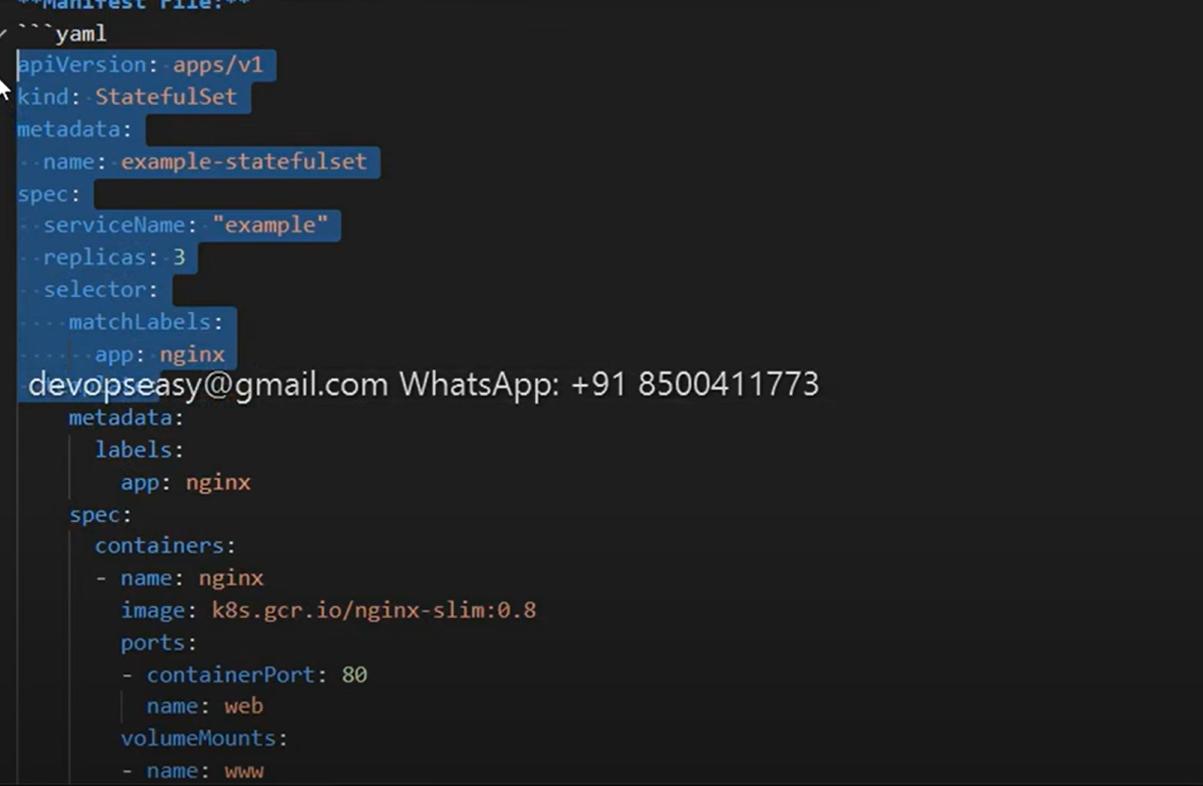 **Manifest File:**
```yaml
apiVersion: apps/v1
kind: StatefulSet
metadata:
  name: example-statefulset
spec:
  serviceName: "example"
  replicas: 3
  selector:
    matchLabels:
      app: nginx
devopseasy@gmail.com WhatsApp: +91 8500411773
    metadata:
      labels:
        app: nginx
    spec:
      containers:
      - name: nginx
        image: k8s.gcr.io/nginx-slim:0.8
        ports:
        - containerPort: 80
          name: web
        volumeMounts:
        - name: www